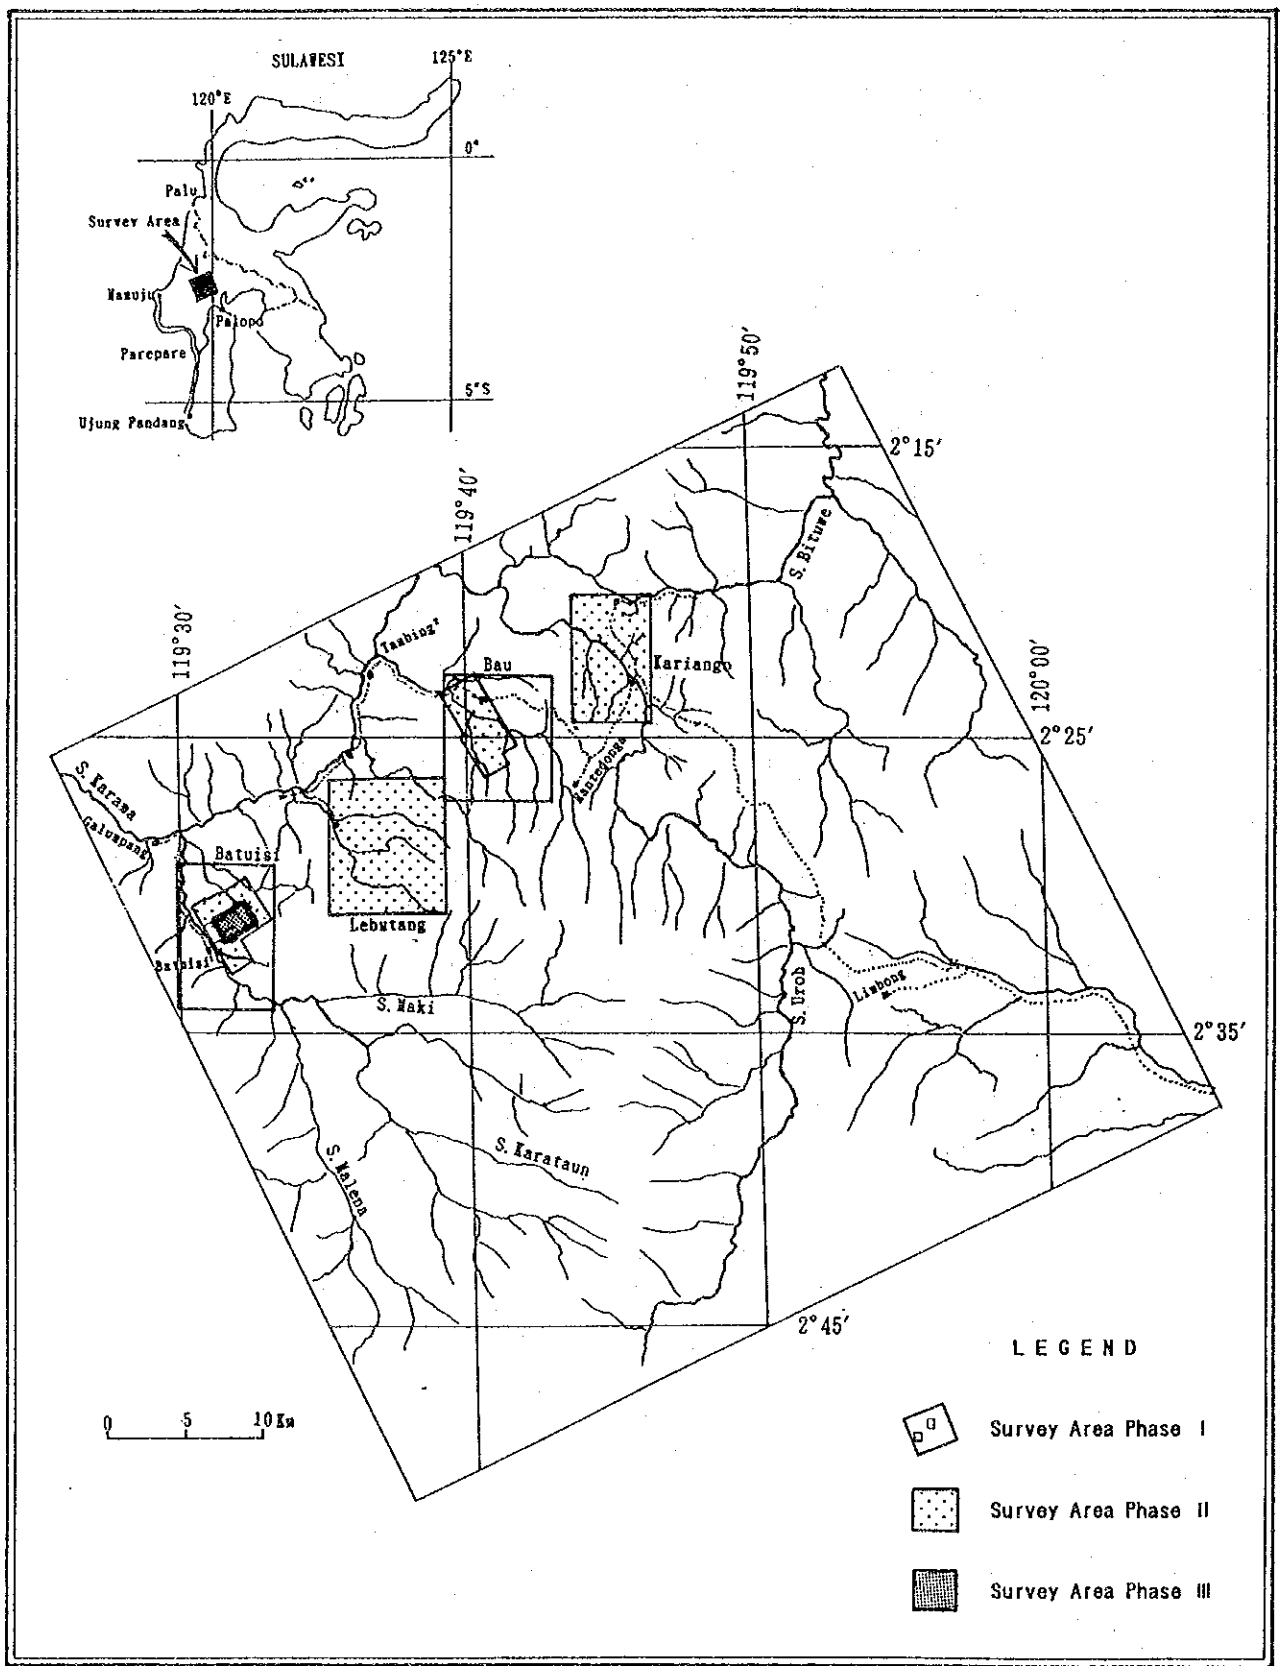 SULAWESI
125°E
120°E
0°
Palu
Survey Area
Mamuju
Palopo
Parepare
5°S
Ujung Pandang
119°50′
2°15′
119°40′
S. Bituwe
119°30′
Tambing²
Bau
Kariango
120°00′
2°25′
S. Karama
Galumpang
Mantedong
Batuisi
Lebutang
Batuisi
S. Maki
S. Uroh
Limbong
2°35′
S. Karataun
S. Malena
2°45′
LEGEND
0 5 10 Km
Survey Area Phase I
Survey Area Phase II
Survey Area Phase III